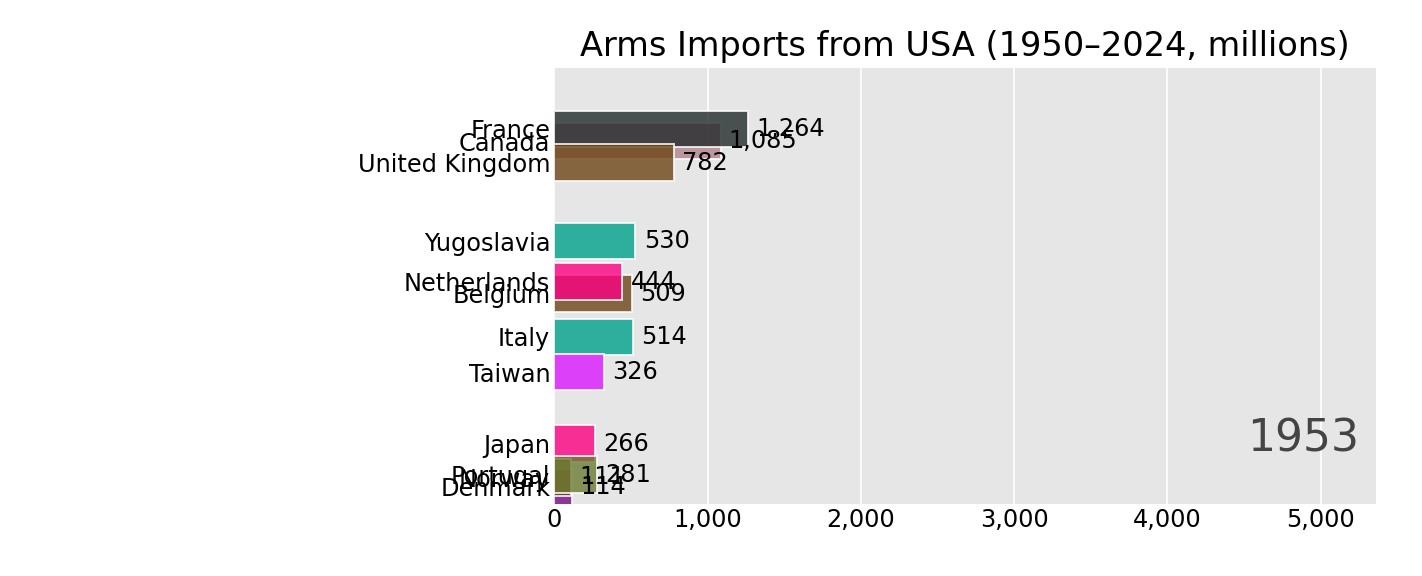 Arms Imports from USA (1950–2024, millions)
France 1,264
Canada 1,085
United Kingdom 782
Yugoslavia 530
Netherlands 444
Belgium 509
Italy 514
Taiwan 326
1953
Japan 266
Portugal 281
Norway
Denmark 114
0 1,000 2,000 3,000 4,000 5,000